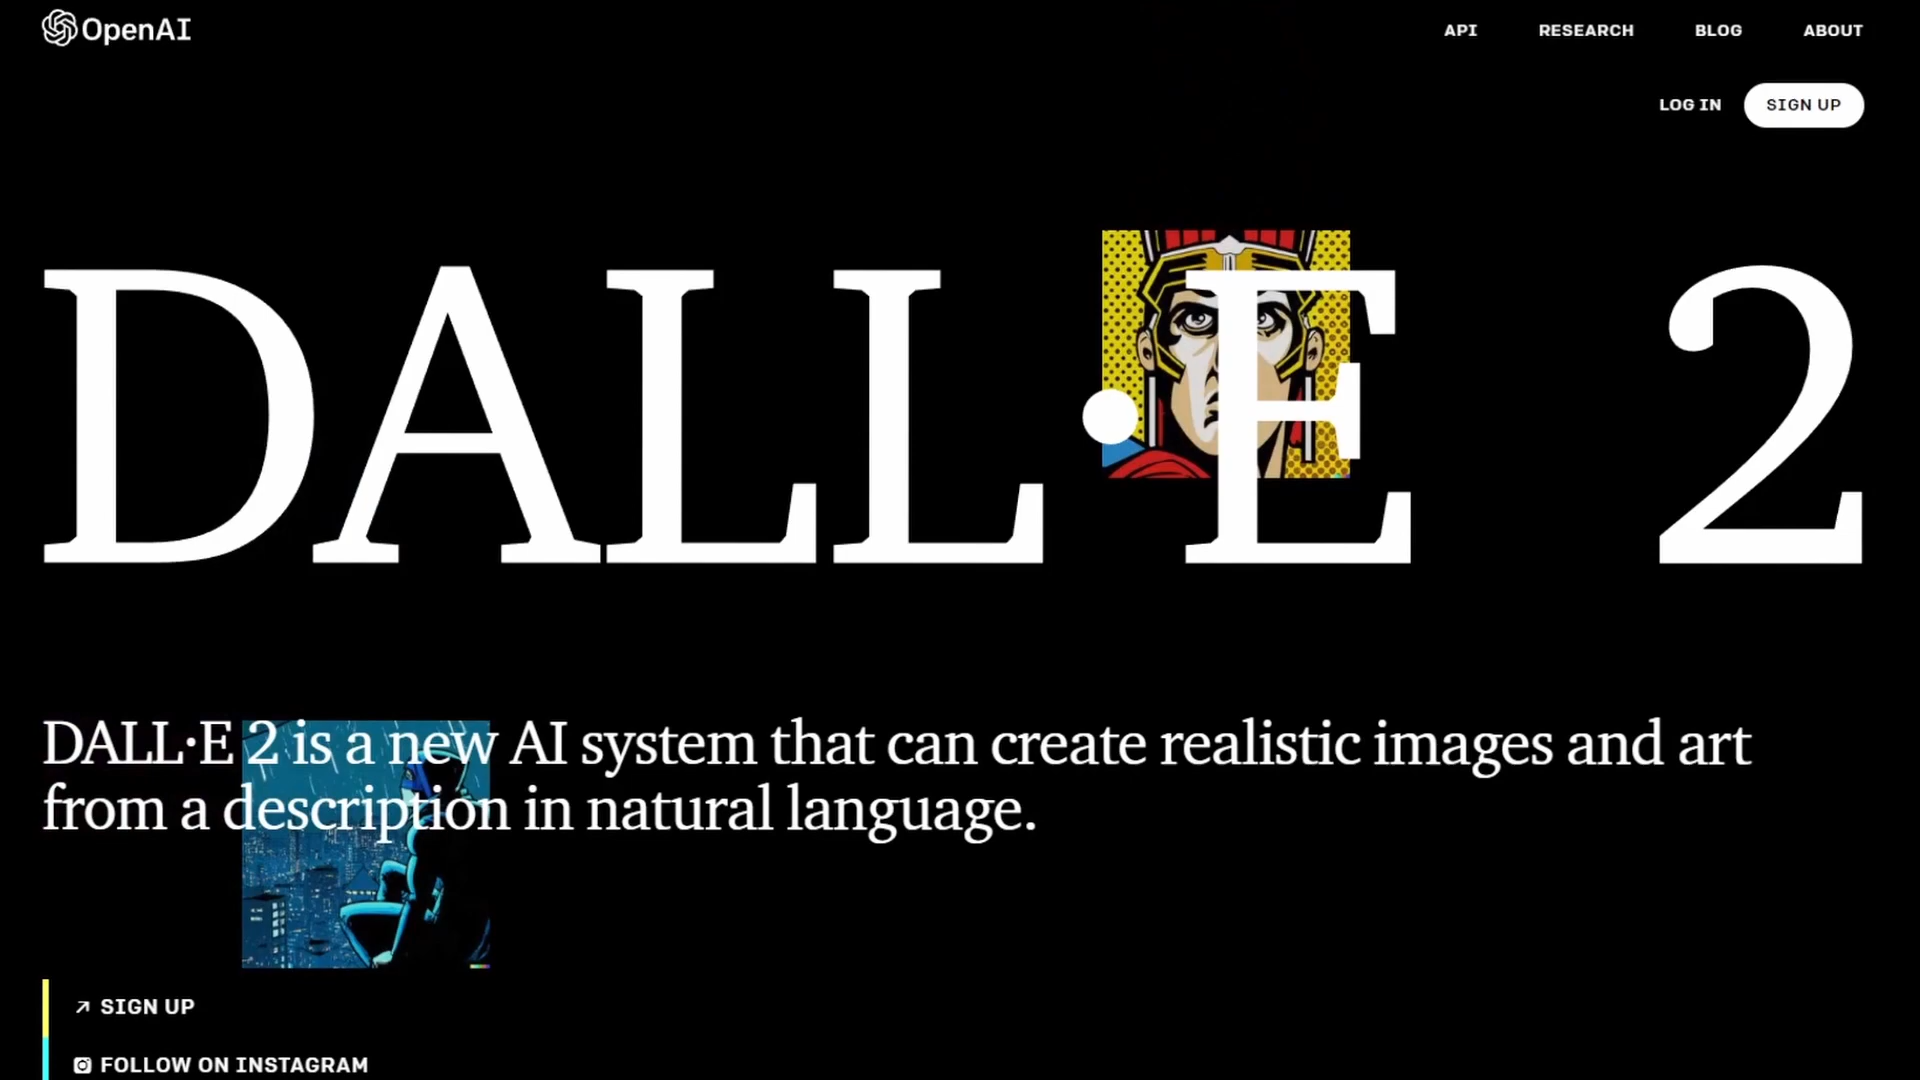 OpenAI
API RESEARCH BLOG ABOUT
LOG IN SIGN UP
DALL·E 2
DALL·E 2 is a new AI system that can create realistic images and art
from a description in natural language.
SIGN UP
FOLLOW ON INSTAGRAM